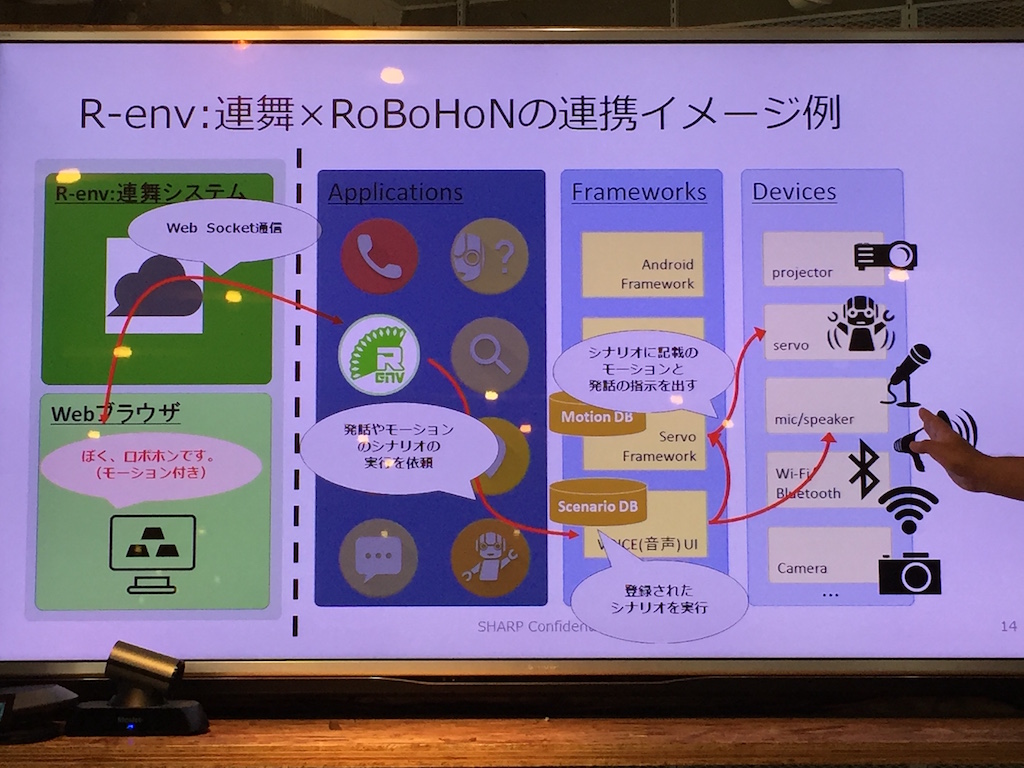 R-env:連舞×RoBoHoNの連携イメージ例
R-env:連舞システム
Web Socket通信
Webブラウザ
ぼく、ロボホンです。
(モーション付き)
Applications
?
R
env
発話やモーション
のシナリオの
実行を依頼
Frameworks
Android
Framework
シナリオに記載の
モーションと
発話の指示を出す
Motion DB
Servo
Framework
Scenario DB
(音声) UI
登録された
シナリオを実行
Devices
projector
servo
mic/speaker
Wi-Fi/
Bluetooth
Camera
...
SHARP
14